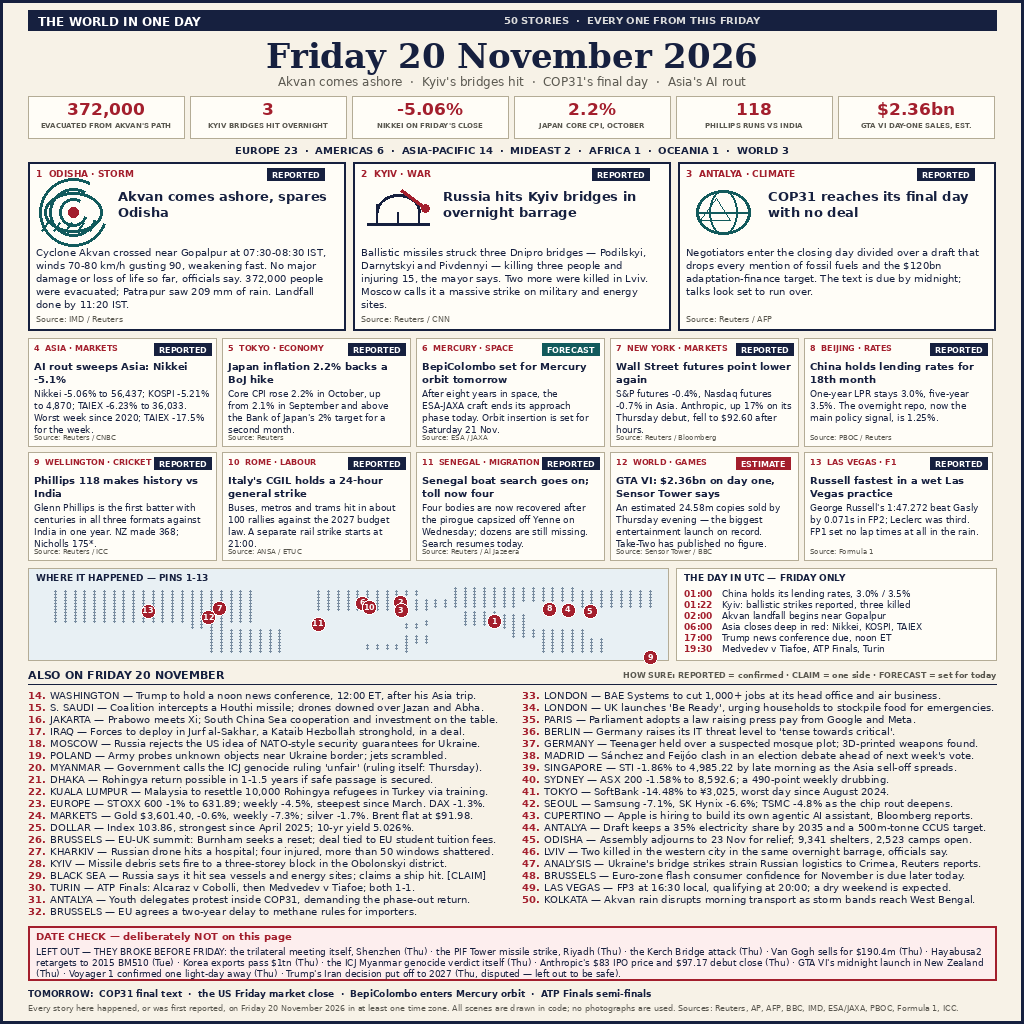 THE WORLD IN ONE DAY
50 STORIES · EVERY ONE FROM THIS FRIDAY
Friday 20 November 2026
Akvan comes ashore · Kyiv's bridges hit · COP31's final day · Asia's AI rout
372,000
EVACUATED FROM AKVAN'S PATH
3
KYIV BRIDGES HIT OVERNIGHT
-5.06%
NIKKEI ON FRIDAY'S CLOSE
2.2%
JAPAN CORE CPI, OCTOBER
118
PHILLIPS RUNS VS INDIA
$2.36bn
GTA VI DAY-ONE SALES, EST.
EUROPE 23 · AMERICAS 6 · ASIA-PACIFIC 14 · MIDEAST 2 · AFRICA 1 · OCEANIA 1 · WORLD 3
1 ODISHA · STORM
REPORTED
Akvan comes ashore, spares
Odisha
Cyclone Akvan crossed near Gopalpur at 07:30-08:30 IST,
winds 70-80 km/h gusting 90, weakening fast. No major
damage or loss of life so far, officials say. 372,000 people
were evacuated; Patrapur saw 209 mm of rain. Landfall
done by 11:20 IST.
Source: IMD / Reuters
2 KYIV · WAR
REPORTED
Russia hits Kyiv bridges in
overnight barrage
Ballistic missiles struck three Dnipro bridges — Podilskyi,
Darnytskyi and Pivdennyi — killing three people and
injuring 15, the mayor says. Two more were killed in Lviv.
Moscow calls it a massive strike on military and energy
sites.
Source: Reuters / CNN
3 ANTALYA · CLIMATE
REPORTED
COP31 reaches its final day
with no deal
Negotiators enter the closing day divided over a draft that
drops every mention of fossil fuels and the $120bn
adaptation-finance target. The text is due by midnight;
talks look set to run over.
Source: Reuters / AFP
4 ASIA · MARKETS
REPORTED
AI rout sweeps Asia: Nikkei
-5.1%
Nikkei -5.06% to 56,437; KOSPI -5.21%
to 4,870; TAIEX -6.23% to 36,033.
Worst week since 2020; TAIEX -17.5%
for the week.
Source: Reuters / CNBC
5 TOKYO · ECONOMY
REPORTED
Japan inflation 2.2% backs a
BoJ hike
Core CPI rose 2.2% in October, up
from 2.1% in September and above
the Bank of Japan's 2% target for a
second month.
Source: Reuters
6 MERCURY · SPACE
FORECAST
BepiColombo set for Mercury
orbit tomorrow
After eight years in space, the
ESA-JAXA craft ends its approach
phase today. Orbit insertion is set for
Saturday 21 Nov.
Source: ESA / JAXA
7 NEW YORK · MARKETS
REPORTED
Wall Street futures point lower
again
S&P futures -0.4%, Nasdaq futures
-0.7% in Asia. Anthropic, up 17% on its
Thursday debut, fell to $92.60 after
hours.
Source: Reuters / Bloomberg
8 BEIJING · RATES
REPORTED
China holds lending rates for
18th month
One-year LPR stays 3.0%, five-year
3.5%. The overnight repo, now the
main policy signal, is 1.25%.
Source: PBOC / Reuters
9 WELLINGTON · CRICKET
REPORTED
Phillips 118 makes history vs
India
Glenn Phillips is the first batter with
centuries in all three formats against
India in one year. NZ made 368;
Nicholls 175*.
Source: Reuters / ICC
10 ROME · LABOUR
REPORTED
Italy's CGIL holds a 24-hour
general strike
Buses, metros and trams hit in about
100 rallies against the 2027 budget
law. A separate rail strike starts at
21:00.
Source: ANSA / ETUC
11 SENEGAL · MIGRATION
REPORTED
Senegal boat search goes on;
toll now four
Four bodies are now recovered after
the pirogue capsized off Yenne on
Wednesday; dozens are still missing.
Search resumes today.
Source: Reuters / Al Jazeera
12 WORLD · GAMES
ESTIMATE
GTA VI: $2.36bn on day one,
Sensor Tower says
An estimated 24.58m copies sold by
Thursday evening — the biggest
entertainment launch on record.
Take-Two has published no figure.
Source: Sensor Tower / BBC
13 LAS VEGAS · F1
REPORTED
Russell fastest in a wet Las
Vegas practice
George Russell's 1:47.272 beat Gasly
by 0.071s in FP2; Leclerc was third.
FP1 set no lap times at all in the rain.
Source: Formula 1
WHERE IT HAPPENED — PINS 1-13
13
12
7
11
6
10
2
3
1
8
4
5
9
THE DAY IN UTC — FRIDAY ONLY
01:00 China holds its lending rates, 3.0% / 3.5%
01:22 Kyiv: ballistic strikes reported, three killed
02:00 Akvan landfall begins near Gopalpur
06:00 Asia closes deep in red: Nikkei, KOSPI, TAIEX
17:00 Trump news conference due, noon ET
19:30 Medvedev v Tiafoe, ATP Finals, Turin
ALSO ON FRIDAY 20 NOVEMBER
HOW SURE: REPORTED = confirmed · CLAIM = one side · FORECAST = set for today
14. WASHINGTON — Trump to hold a noon news conference, 12:00 ET, after his Asia trip.
15. S. SAUDI — Coalition intercepts a Houthi missile; drones downed over Jazan and Abha.
16. JAKARTA — Prabowo meets Xi; South China Sea cooperation and investment on the table.
17. IRAQ — Forces to deploy in Jurf al-Sakhar, a Kataib Hezbollah stronghold, in a deal.
18. MOSCOW — Russia rejects the US idea of NATO-style security guarantees for Ukraine.
19. POLAND — Army probes unknown objects near Ukraine border; jets scrambled.
20. MYANMAR — Government calls the ICJ genocide ruling 'unfair' (ruling itself: Thursday).
21. DHAKA — Rohingya return possible in 1-1.5 years if safe passage is secured.
22. KUALA LUMPUR — Malaysia to resettle 10,000 Rohingya refugees in Turkey via training.
23. EUROPE — STOXX 600 -1% to 631.89; weekly -4.5%, steepest since March. DAX -1.3%.
24. MARKETS — Gold $3,601.40, -0.6%, weekly -7.3%; silver -1.7%. Brent flat at $91.98.
25. DOLLAR — Index 103.86, strongest since April 2025; 10-yr yield 5.026%.
26. BRUSSELS — EU-UK summit: Burnham seeks a reset; deal tied to EU student tuition fees.
27. KHARKIV — Russian drone hits a hospital; four injured, more than 50 windows shattered.
28. KYIV — Missile debris sets fire to a three-storey block in the Obolonskyi district.
29. BLACK SEA — Russia says it hit sea vessels and energy sites; claims a ship hit. [CLAIM]
30. TURIN — ATP Finals: Alcaraz v Cobolli, then Medvedev v Tiafoe; both 1-1.
31. ANTALYA — Youth delegates protest inside COP31, demanding the phase-out return.
32. BRUSSELS — EU agrees a two-year delay to methane rules for importers.
33. LONDON — BAE Systems to cut 1,000+ jobs at its head office and air business.
34. LONDON — UK launches 'Be Ready', urging households to stockpile food for emergencies.
35. PARIS — Parliament adopts a law raising press pay from Google and Meta.
36. BERLIN — Germany raises its IT threat level to 'tense towards critical'.
37. GERMANY — Teenager held over a suspected mosque plot; 3D-printed weapons found.
38. MADRID — Sánchez and Feijóo clash in an election debate ahead of next week's vote.
39. SINGAPORE — STI -1.86% to 4,985.22 by late morning as the Asia sell-off spreads.
40. SYDNEY — ASX 200 -1.58% to 8,592.6; a 490-point weekly drubbing.
41. TOKYO — SoftBank -14.48% to ¥3,025, worst day since August 2024.
42. SEOUL — Samsung -7.1%, SK Hynix -6.6%; TSMC -4.8% as the chip rout deepens.
43. CUPERTINO — Apple is hiring to build its own agentic AI assistant, Bloomberg reports.
44. ANTALYA — Draft keeps a 35% electricity share by 2035 and a 500m-tonne CCUS target.
45. ODISHA — Assembly adjourns to 23 Nov for relief; 9,341 shelters, 2,523 camps open.
46. LVIV — Two killed in the western city in the same overnight barrage, officials say.
47. ANALYSIS — Ukraine's bridge strikes strain Russian logistics to Crimea, Reuters reports.
48. BRUSSELS — Euro-zone flash consumer confidence for November is due later today.
49. LAS VEGAS — FP3 at 16:30 local, qualifying at 20:00; a dry weekend is expected.
50. KOLKATA — Akvan rain disrupts morning transport as storm bands reach West Bengal.
DATE CHECK — deliberately NOT on this page
LEFT OUT — THEY BROKE BEFORE FRIDAY: the trilateral meeting itself, Shenzhen (Thu) · the PIF Tower missile strike, Riyadh (Thu) · the Kerch Bridge attack (Thu) · Van Gogh sells for $190.4m (Thu) · Hayabusa2
retargets to 2015 BM510 (Tue) · Korea exports pass $1tn (Thu) · the ICJ Myanmar genocide verdict itself (Thu) · Anthropic's $83 IPO price and $97.17 debut close (Thu) · GTA VI's midnight launch in New Zealand
(Thu) · Voyager 1 confirmed one light-day away (Thu) · Trump's Iran decision put off to 2027 (Thu, disputed — left out to be safe).
TOMORROW: COP31 final text · the US Friday market close · BepiColombo enters Mercury orbit · ATP Finals semi-finals
Every story here happened, or was first reported, on Friday 20 November 2026 in at least one time zone. All scenes are drawn in code; no photographs are used. Sources: Reuters, AP, AFP, BBC, IMD, ESA/JAXA, PBOC, Formula 1, ICC.